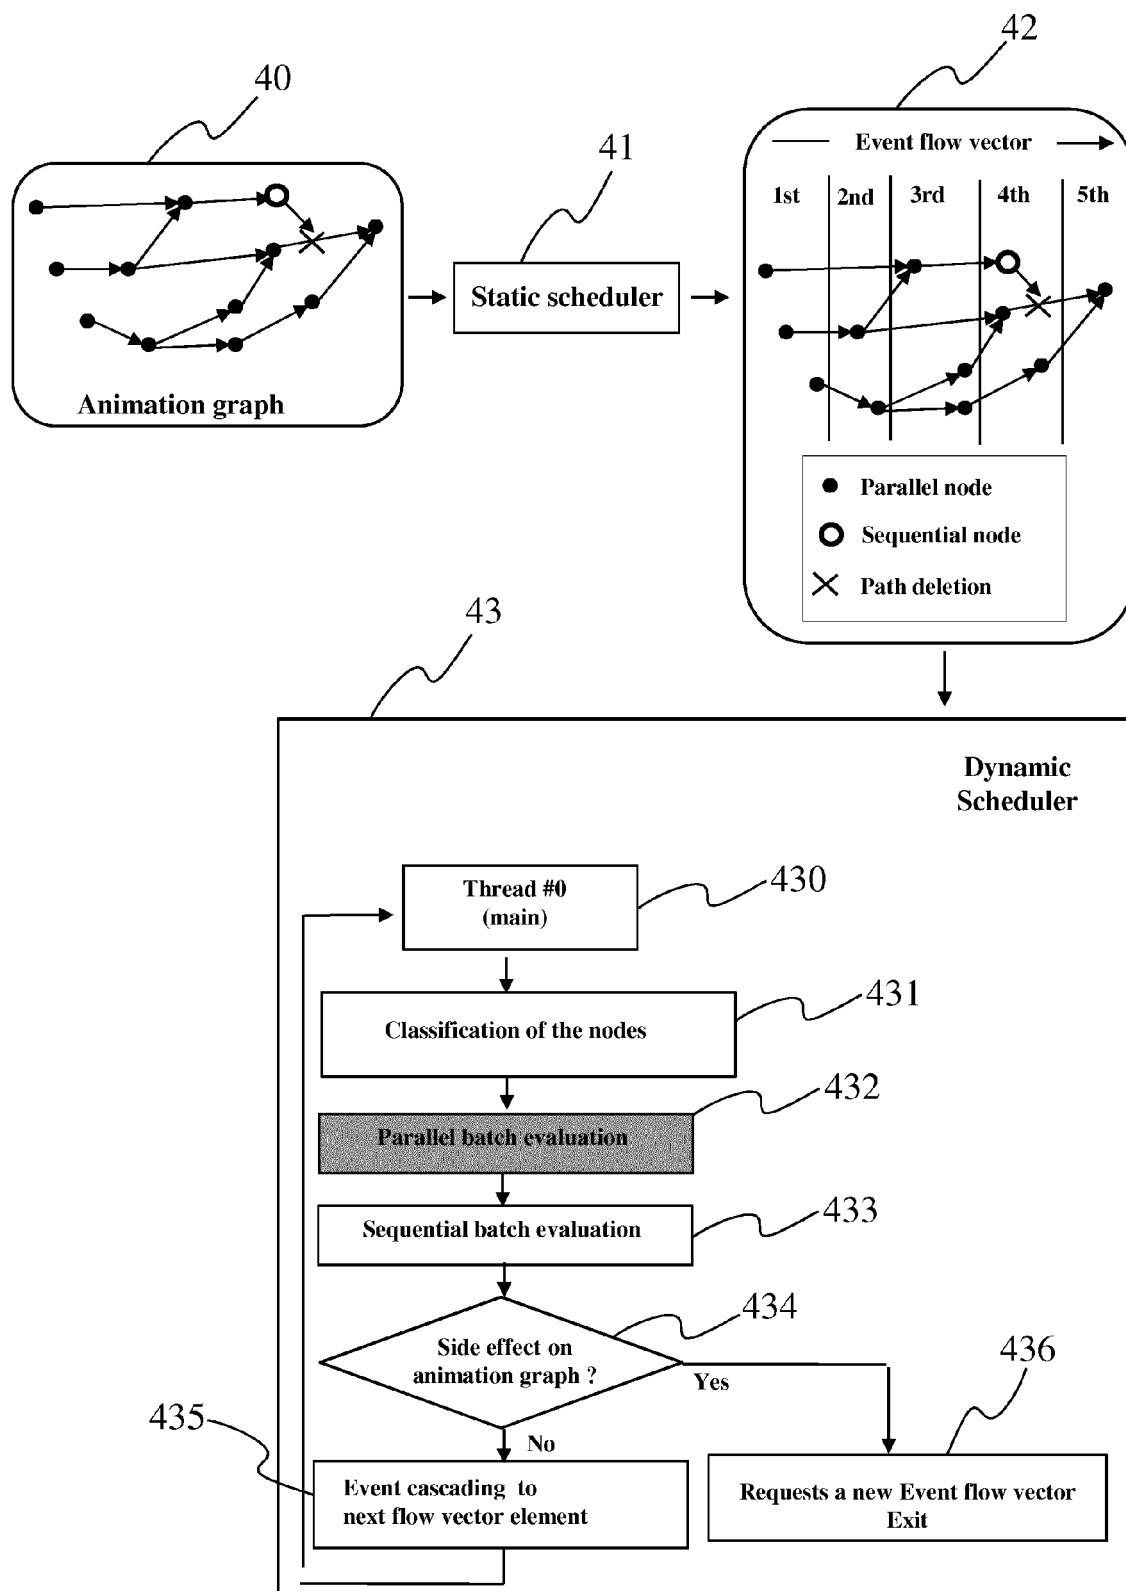 42
40
41
Event flow vector
1st 2nd 3rd 4th 5th
Static scheduler
Animation graph
Parallel node
Sequential node
Path deletion
43
Dynamic
Scheduler
Thread #0
(main)
430
431
Classification of the nodes
432
Parallel batch evaluation
433
Sequential batch evaluation
434
Side effect on
animation graph ?
Yes
436
435
No
Event cascading to
next flow vector element
Requests a new Event flow vector
Exit